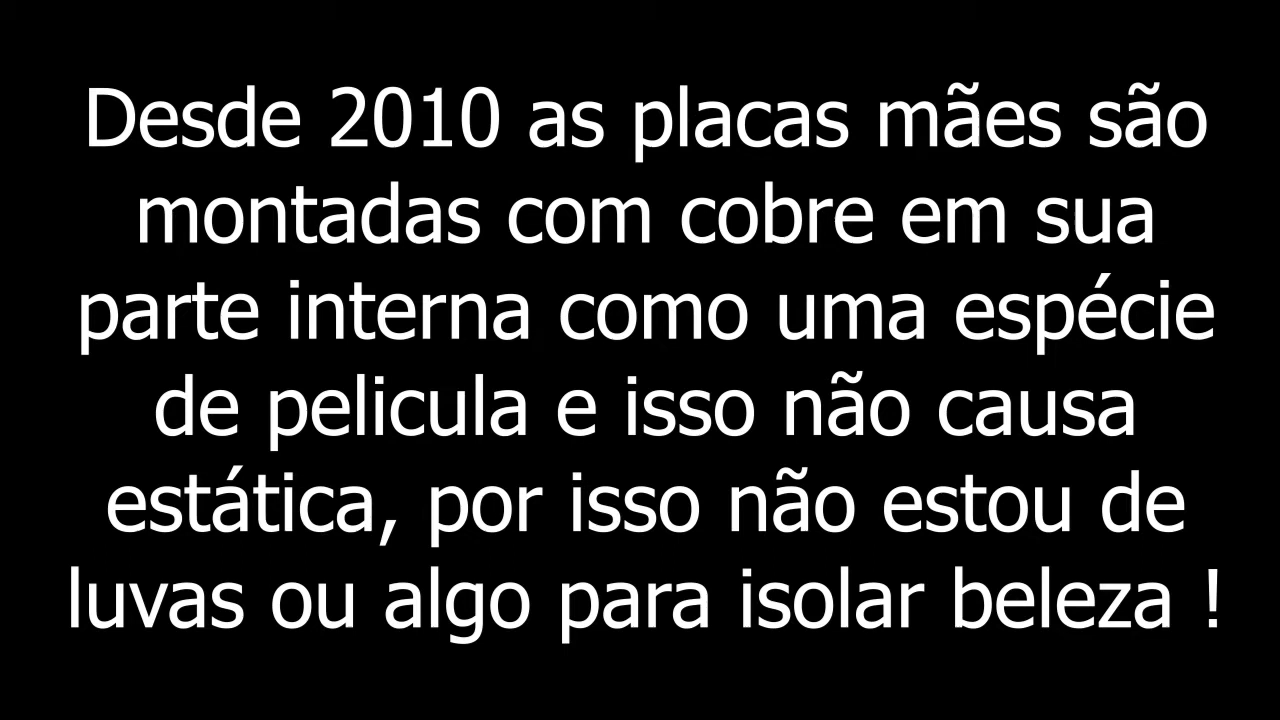 Desde 2010 as placas mães são
montadas com cobre em sua
parte interna como uma espécie
de pelicula e isso não causa
estática, por isso não estou de
luvas ou algo para isolar beleza !